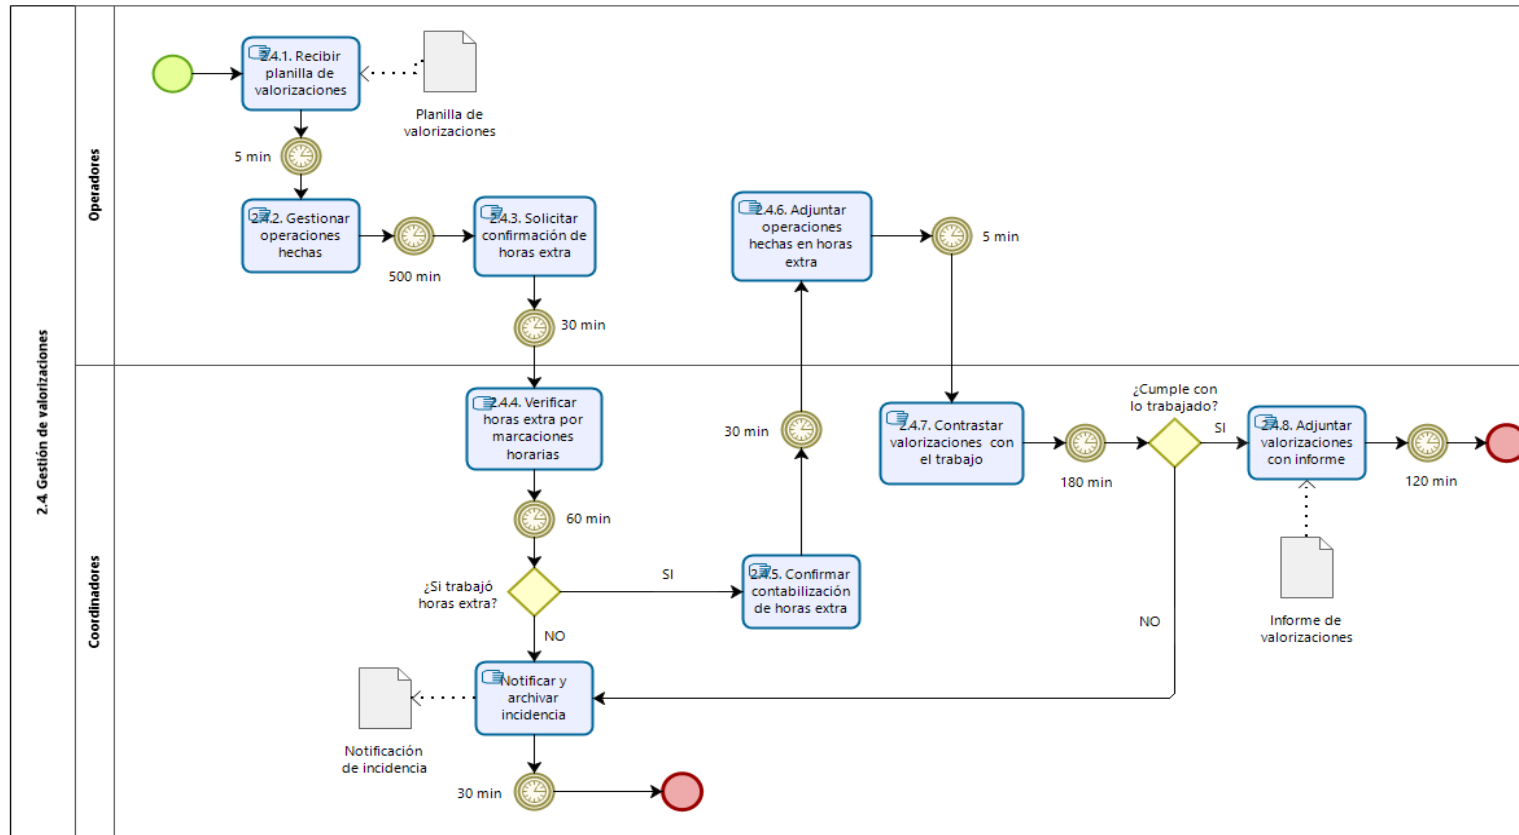 2.4. Gestión de valorizaciones
Operadores
2.4.1. Recibir
planilla de
valorizaciones
Planilla de
valorizaciones
5 min
2.4.2. Gestionar
operaciones
hechas
500 min
2.4.3. Solicitar
confirmación de
horas extra
30 min
2.4.6. Adjuntar
operaciones
hechas en horas
extra
5 min
Coordinadores
2.4.4. Verificar
horas extra por
marcaciones
horarias
60 min
¿Si trabajó
horas extra?
SI
NO
2.4.5. Confirmar
contabilización
de horas extra
30 min
2.4.7. Contrastar
valorizaciones con
el trabajo
180 min
¿Cumple con
lo trabajado?
SI
NO
2.4.8. Adjuntar
valorizaciones
con informe
120 min
Informe de
valorizaciones
Notificar y
archivar
incidencia
Notificación
de incidencia
30 min